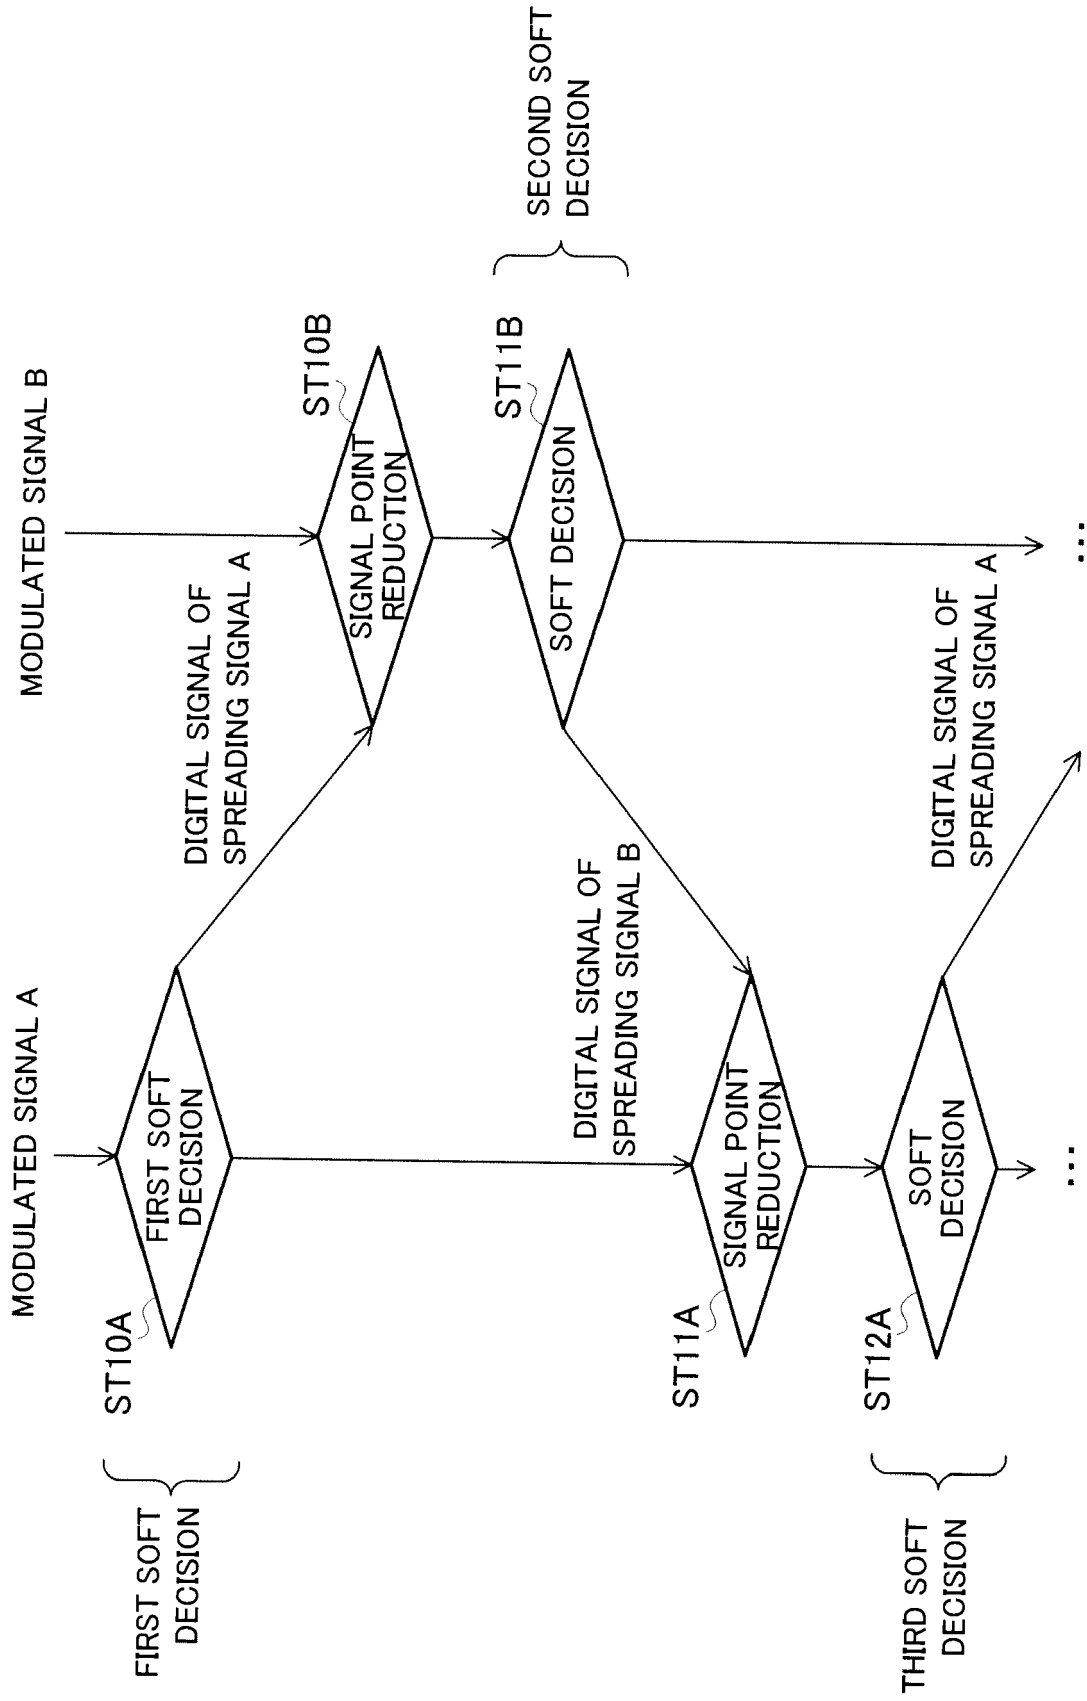 MODULATED SIGNAL A
MODULATED SIGNAL B
FIRST SOFT
DECISION
ST10A
FIRST SOFT
DECISION
DIGITAL SIGNAL OF
SPREADING SIGNAL A
ST10B
SIGNAL POINT
REDUCTION
ST11B
SOFT DECISION
SECOND SOFT
DECISION
DIGITAL SIGNAL OF
SPREADING SIGNAL B
ST11A
SIGNAL POINT
REDUCTION
THIRD SOFT
DECISION
ST12A
SOFT
DECISION
DIGITAL SIGNAL OF
SPREADING SIGNAL A
...
...